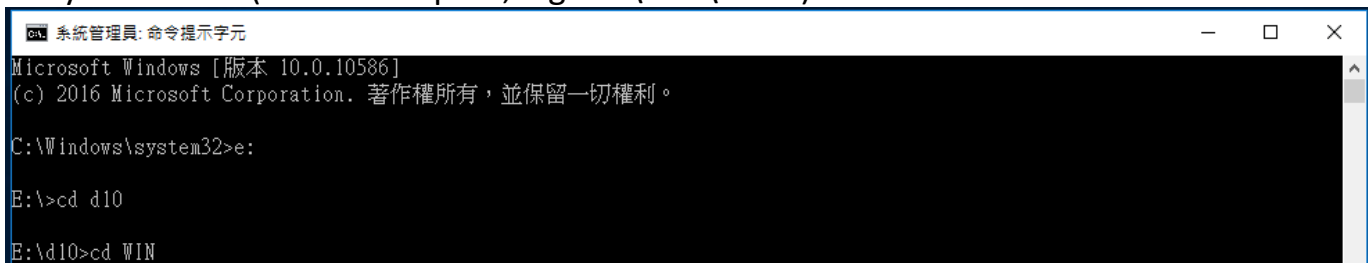 系統管理員: 命令提示字元
Microsoft Windows [版本 10.0.10586]
(c) 2016 Microsoft Corporation. 著作權所有，並保留一切權利。
C:\Windows\system32>e:
E:\>cd d10
E:\d10>cd WIN